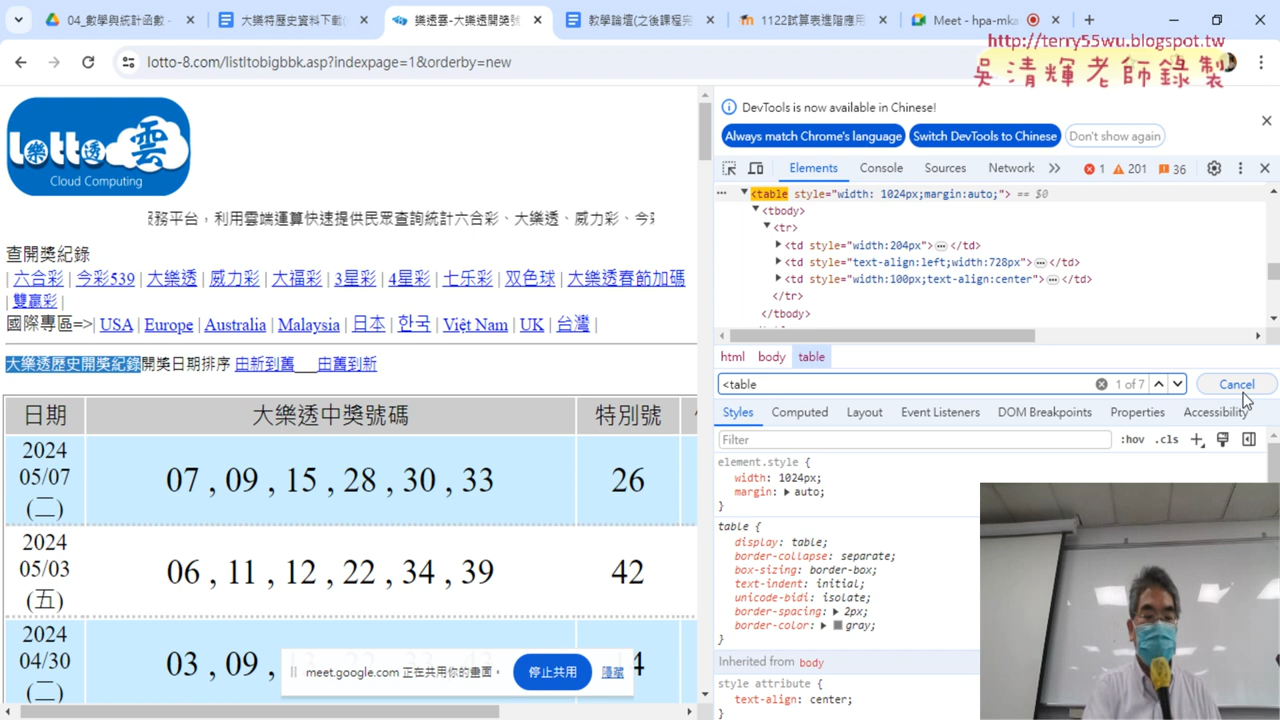 04_數學與統計函數 -
大樂特歷史資料下載(
樂透雲-大樂透開獎號
教學論壇(之後課程完
1122試算表進階應用
Meet - hpa-mka
http://terry55wu.blogspot.tw
吳清輝老師錄製
lotto-8.com/listltobigbbk.asp?indexpage=1&orderby=new
lotto
樂透雲
Cloud Computing
服務平台，利用雲端運算快速提供民眾查詢統計六合彩、大樂透、威力彩、今彩
查開獎紀錄
| 六合彩 | 今彩539 | 大樂透 | 威力彩 | 大福彩 | 3星彩 | 4星彩 | 七乐彩 | 双色球 | 大樂透春節加碼
| 雙贏彩 |
國際專區=>| USA | Europe | Australia | Malaysia | 日本 | 한국 | Việt Nam | UK | 台灣 |
大樂透歷史開獎紀錄開獎日期排序 由新到舊 由舊到新
日期 大樂透中獎號碼 特別號
2024
05/07
(二)
07 , 09 , 15 , 28 , 30 , 33 26
2024
05/03
(五)
06 , 11 , 12 , 22 , 34 , 39 42
2024
04/30
(二)
03 , 09 ,
4
meet.google.com 正在共用你的畫面。
停止共用
隱藏
DevTools is now available in Chinese!
Always match Chrome's language
Switch DevTools to Chinese
Don't show again
Elements Console Sources Network 1 201 36
<table style="width: 1024px;margin:auto;"> == $0
<tbody>
<tr>
<td style="width:204px">…</td>
<td style="text-align:left;width:728px">…</td>
<td style="width:100px;text-align:center">…</td>
</tr>
</tbody>
html body table
<table 1 of 7 Cancel
Styles Computed Layout Event Listeners DOM Breakpoints Properties Accessibility
Filter :hov .cls
element.style {
width: 1024px;
margin: auto;
}
table {
display: table;
border-collapse: separate;
box-sizing: border-box;
text-indent: initial;
unicode-bidi: isolate;
border-spacing: 2px;
border-color: gray;
}
Inherited from body
style attribute {
text-align: center;
}